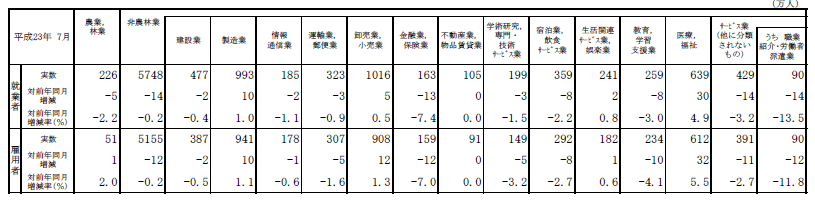 (万人)
平成23年 7月 農業,林業 非農林業 建設業 製造業 情報通信業 運輸業,郵便業 卸売業,小売業 金融業,保険業 不動産業,物品賃貸業 学術研究,専門・技術サービス業 宿泊業,飲食サービス業 生活関連サービス業,娯楽業 教育,学習支援業 医療,福祉 サービス業(他に分類されないもの) うち 職業紹介・労働者派遣業
就業者
実数 226 5748 477 993 185 323 1016 163 105 199 359 241 259 639 429 90
対前年同月増減 -5 -14 -2 10 -2 -3 5 -13 0 -3 -8 2 -8 30 -14 -14
対前年同月増減率(%) -2.2 -0.2 -0.4 1.0 -1.1 -0.9 0.5 -7.4 0.0 -1.5 -2.2 0.8 -3.0 4.9 -3.2 -13.5
雇用者
実数 51 5155 387 941 178 307 908 159 91 149 292 182 234 612 391 90
対前年同月増減 1 -12 -2 10 -1 -5 12 -12 0 -5 -8 1 -10 32 -11 -12
対前年同月増減率(%) 2.0 -0.2 -0.5 1.1 -0.6 -1.6 1.3 -7.0 0.0 -3.2 -2.7 0.6 -4.1 5.5 -2.7 -11.8